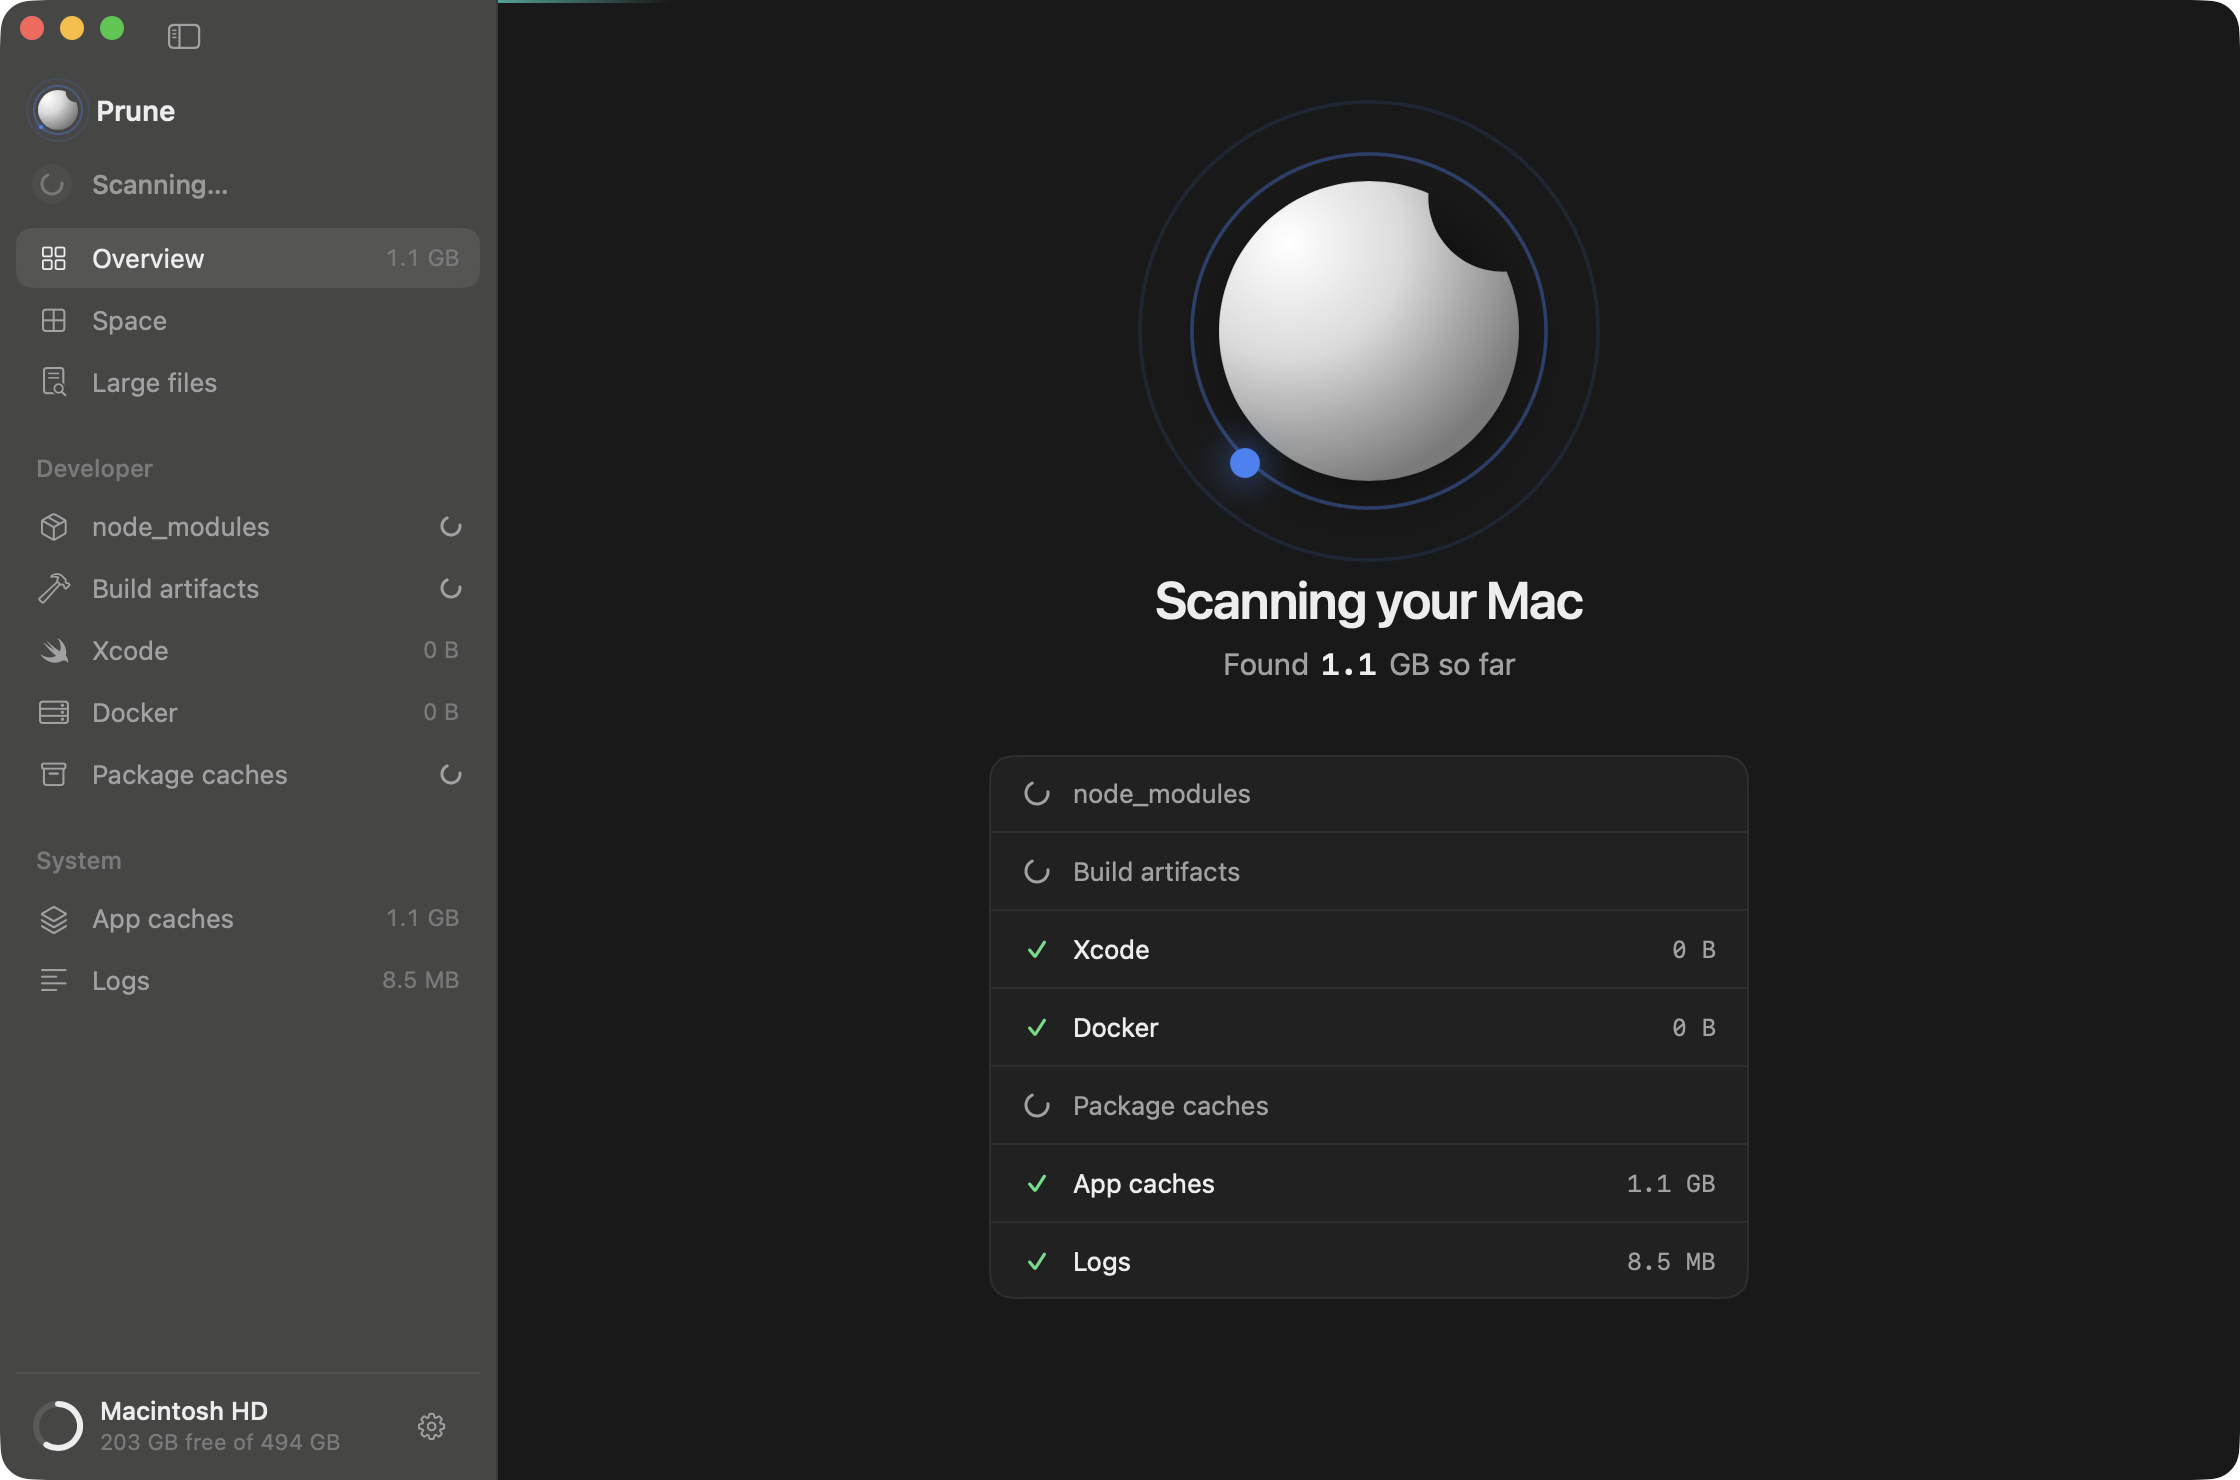 Prune
Scanning...
Overview 1.1 GB
Space
Large files
Developer
node_modules
Build artifacts
Xcode 0 B
Docker 0 B
Package caches
System
App caches 1.1 GB
Logs 8.5 MB
Macintosh HD
203 GB free of 494 GB
Scanning your Mac
Found 1.1 GB so far
node_modules
Build artifacts
Xcode 0 B
Docker 0 B
Package caches
App caches 1.1 GB
Logs 8.5 MB